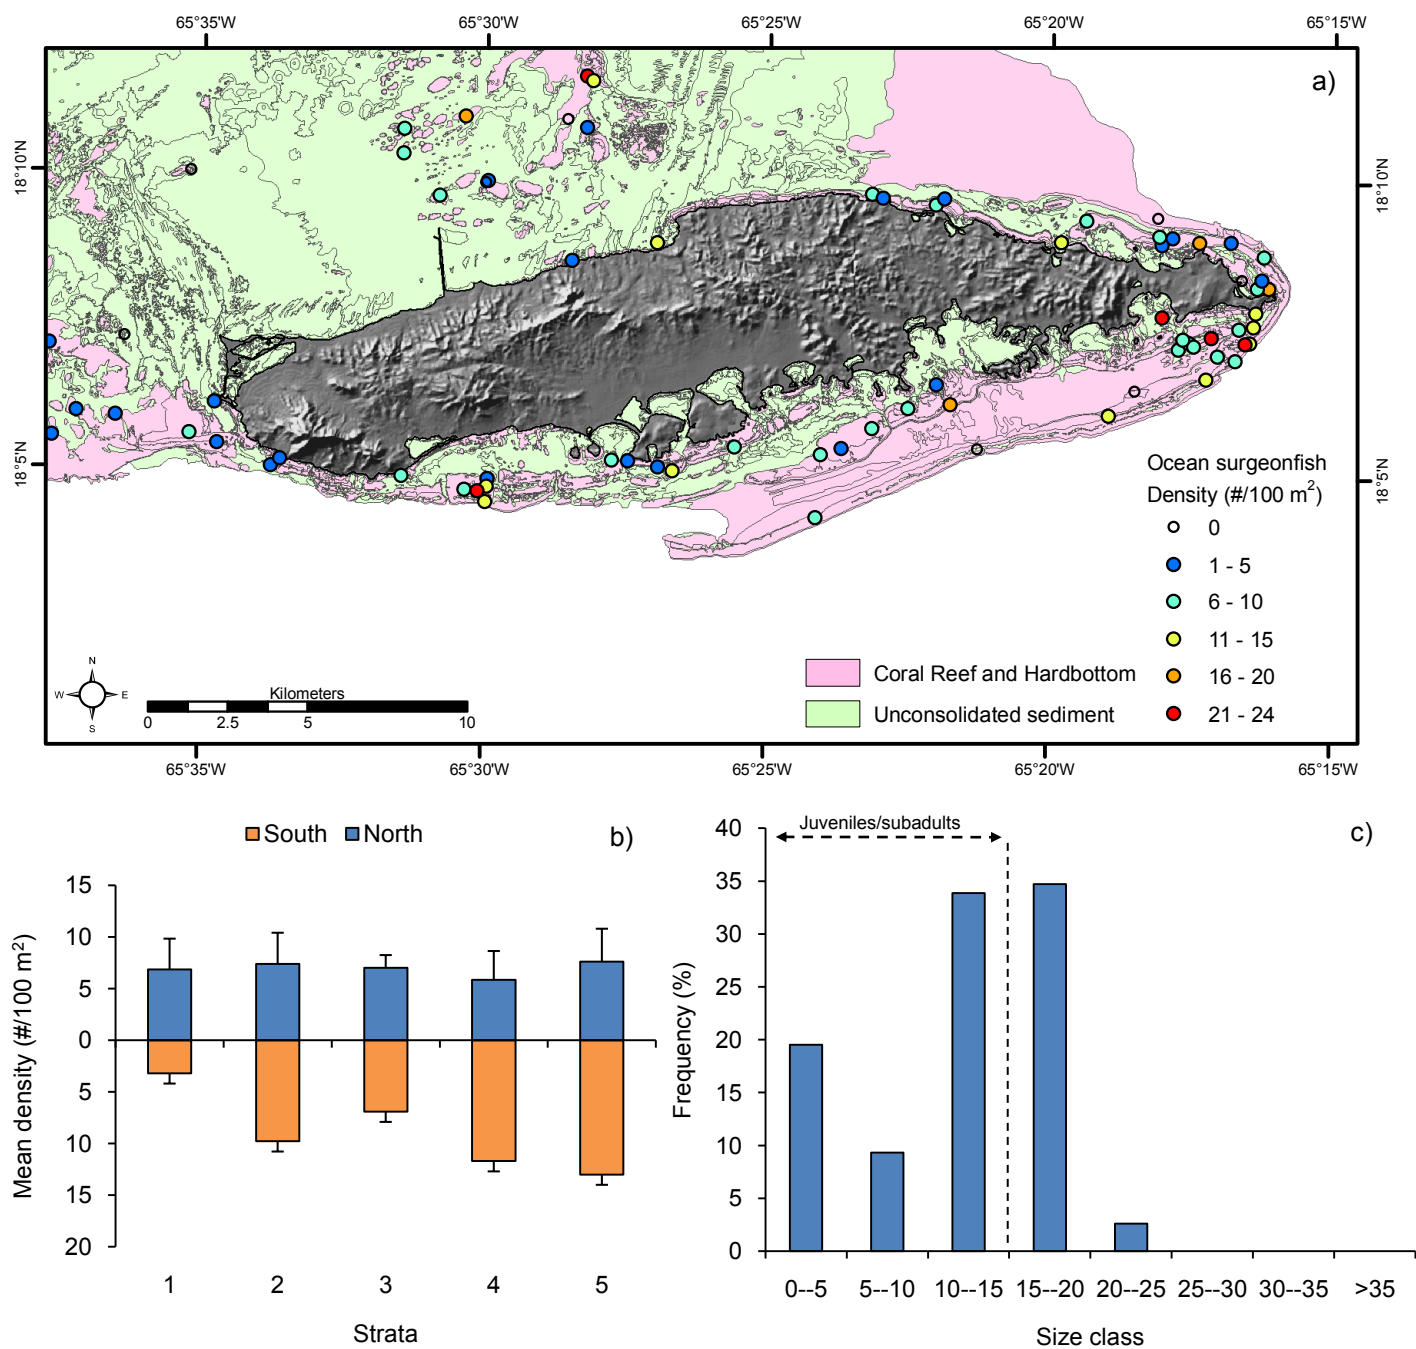 65°35'W 65°30'W 65°25'W 65°20'W 65°15'W
a)
18°10'N 18°10'N
18°5'N 18°5'N
Ocean surgeonfish
Density (#/100 m²)
0
1 - 5
6 - 10
11 - 15
16 - 20
21 - 24
Coral Reef and Hardbottom
Unconsolidated sediment
N
W E
S
Kilometers
0 2.5 5 10
65°35'W 65°30'W 65°25'W 65°20'W 65°15'W
South North
b)
Mean density (#/100 m²)
15
10
5
0
5
10
15
20
1 2 3 4 5
Strata
Juveniles/subadults
c)
Frequency (%)
40
35
30
25
20
15
10
5
0
0--5 5--10 10--15 15--20 20--25 25--30 30--35 >35
Size class